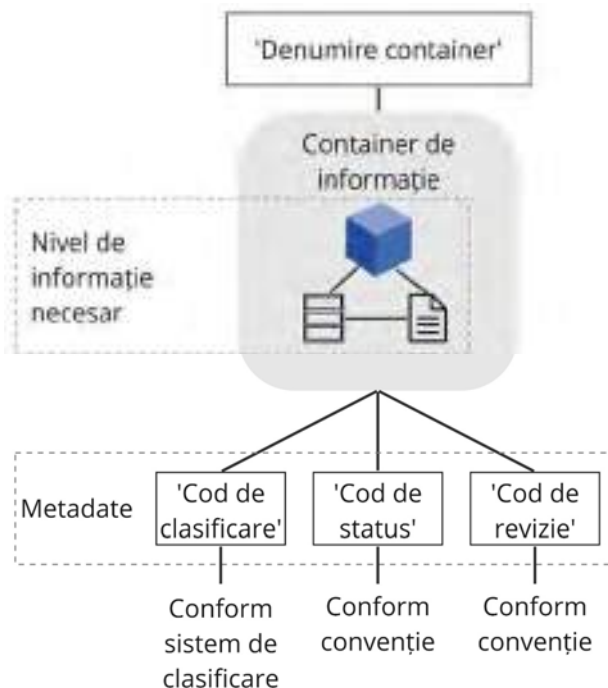 'Denumire container'
Container de
informație
Nivel de
informație
necesar
Metadate
'Cod de
clasificare'
'Cod de
status'
'Cod de
revizie'
Conform
sistem de
clasificare
Conform
convenție
Conform
convenție